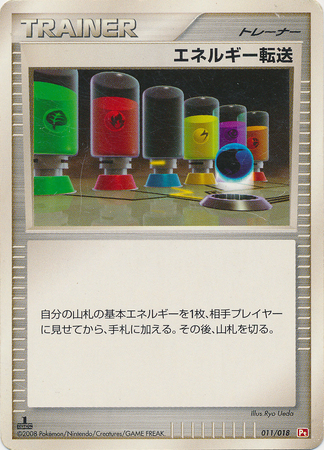 TRAINER
トレーナー
エネルギー転送
自分の山札の基本エネルギーを1枚、相手プレイヤー
に見せてから、手札に加える。その後、山札を切る。
Illus.Ryo Ueda
1
©2008 Pokémon/Nintendo/Creatures/GAME FREAK.
011/018